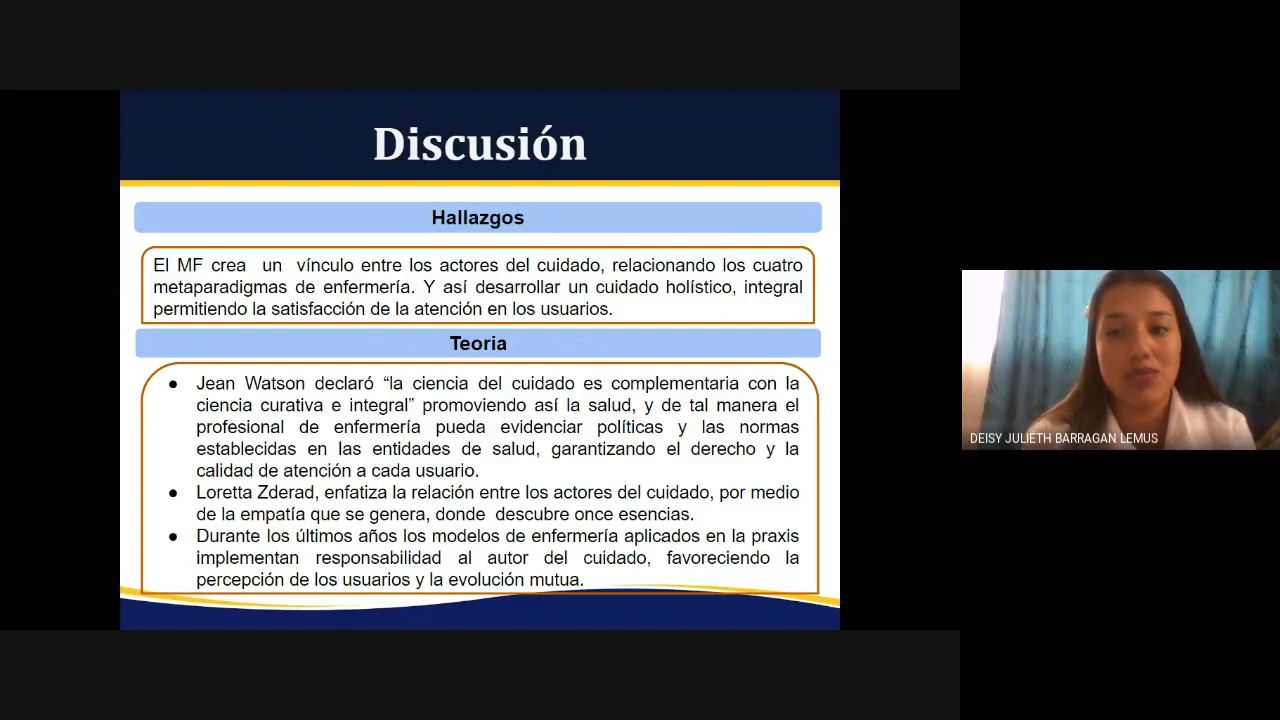 Discusión
Hallazgos
El MF crea un vínculo entre los actores del cuidado, relacionando los cuatro
metaparadigmas de enfermería. Y así desarrollar un cuidado holístico, integral
permitiendo la satisfacción de la atención en los usuarios.
Teoria
● Jean Watson declaró “la ciencia del cuidado es complementaria con la
ciencia curativa e integral” promoviendo así la salud, y de tal manera el
profesional de enfermería pueda evidenciar políticas y las normas
establecidas en las entidades de salud, garantizando el derecho y la
calidad de atención a cada usuario.
● Loretta Zderad, enfatiza la relación entre los actores del cuidado, por medio
de la empatía que se genera, donde descubre once esencias.
● Durante los últimos años los modelos de enfermería aplicados en la praxis
implementan responsabilidad al autor del cuidado, favoreciendo la
percepción de los usuarios y la evolución mutua.
DEISY JULIETH BARRAGAN LEMUS